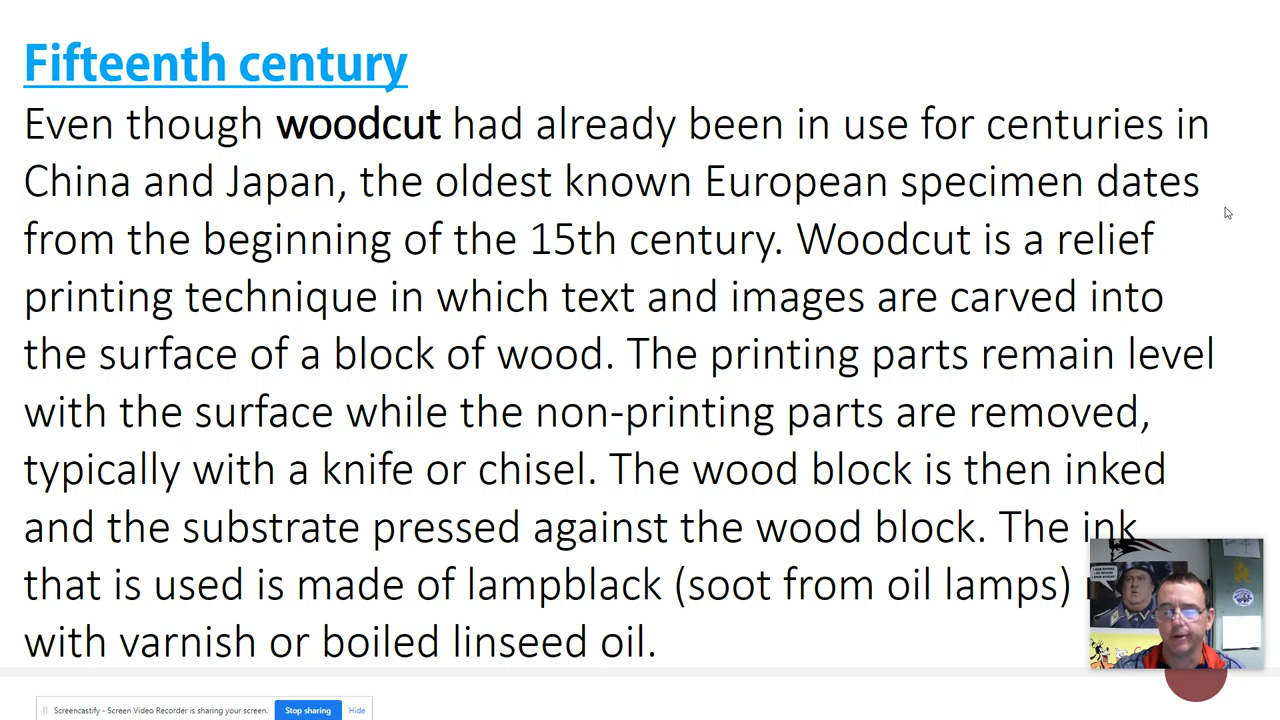 Fifteenth century
Even though woodcut had already been in use for centuries in
China and Japan, the oldest known European specimen dates
from the beginning of the 15th century. Woodcut is a relief
printing technique in which text and images are carved into
the surface of a block of wood. The printing parts remain level
with the surface while the non-printing parts are removed,
typically with a knife or chisel. The wood block is then inked
and the substrate pressed against the wood block. The ink
that is used is made of lampblack (soot from oil lamps)
with varnish or boiled linseed oil.
Screencastify - Screen Video Recorder is sharing your screen.
Stop sharing
Hide